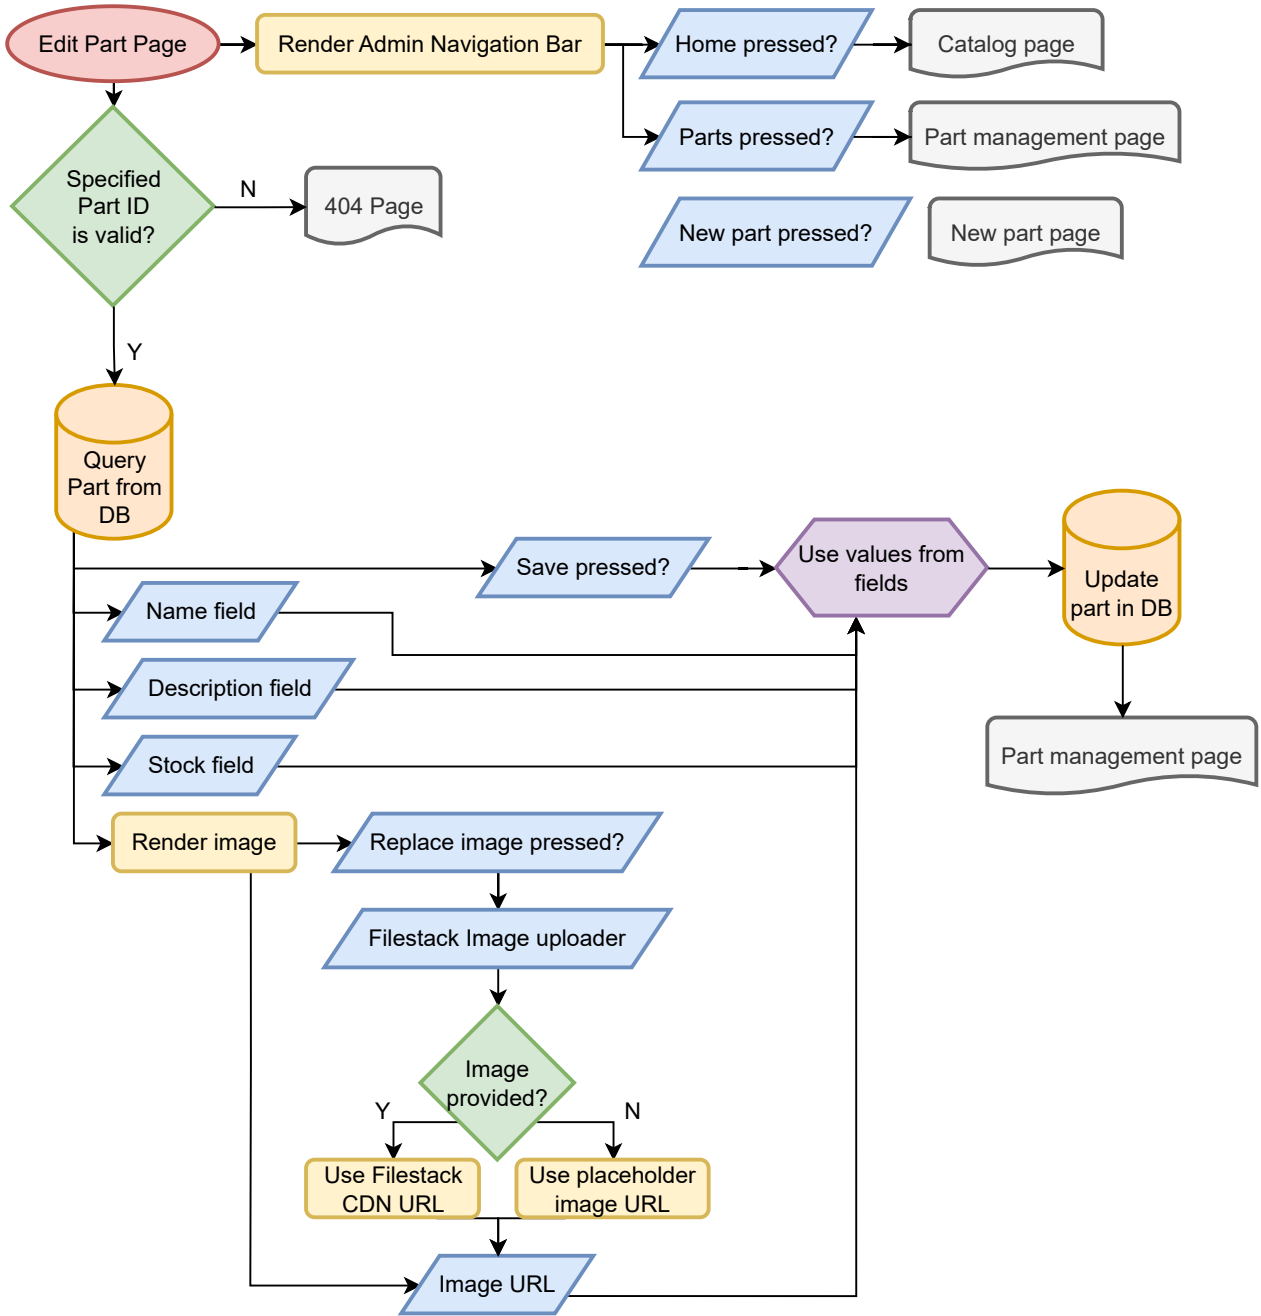 Edit Part Page
Render Admin Navigation Bar
Home pressed?
Catalog page
Parts pressed?
Part management page
Specified
Part ID
is valid?
N
404 Page
New part pressed?
New part page
Y
Query
Part from
DB
Save pressed?
Use values from
fields
Update
part in DB
Name field
Description field
Stock field
Part management page
Render image
Replace image pressed?
Filestack Image uploader
Image
provided?
Y
N
Use Filestack
CDN URL
Use placeholder
image URL
Image URL